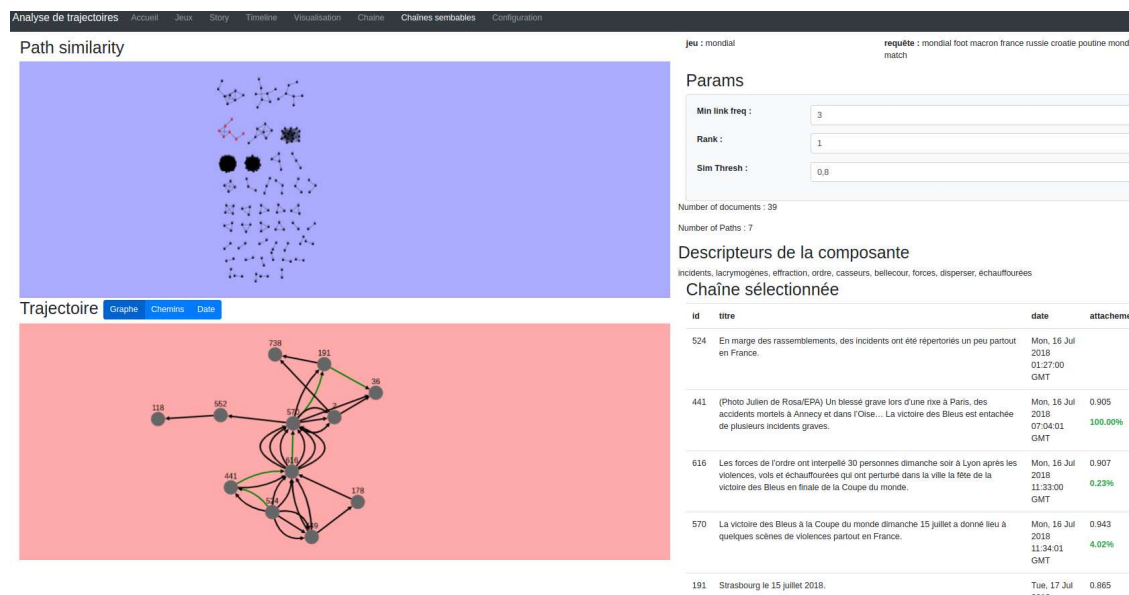 Analyse de trajectoires Accueil Jeux Story Timeline Visualisation Chaine Chaînes sembables Configuration
Path similarity
jeu : mondial
requête : mondial foot macron france russie croatie poutine mond
match
Params
Min link freq :
3
Rank :
1
Sim Thresh :
0,8
Number of documents : 39
Number of Paths : 7
Descripteurs de la composante
incidents, lacrymogènes, effraction, ordre, casseurs, bellecour, forces, disperser, échauffourées
Trajectoire Graphe Chemins Date
738
191
36
2
570
552
118
616
441
178
524
149
Chaîne sélectionnée
id titre date attacheme
524 En marge des rassemblements, des incidents ont été répertoriés un peu partout
en France.
Mon, 16 Jul
2018
01:27:00
GMT
441 (Photo Julien de Rosa/EPA) Un blessé grave lors d'une rixe à Paris, des
accidents mortels à Annecy et dans l'Oise… La victoire des Bleus est entachée
de plusieurs incidents graves.
Mon, 16 Jul
2018
07:04:01
GMT
0.905
100.00%
616 Les forces de l'ordre ont interpellé 30 personnes dimanche soir à Lyon après les
violences, vols et échauffourées qui ont perturbé dans la ville la fête de la
victoire des Bleus en finale de la Coupe du monde.
Mon, 16 Jul
2018
11:33:00
GMT
0.907
0.23%
570 La victoire des Bleus à la Coupe du monde dimanche 15 juillet a donné lieu à
quelques scènes de violences partout en France.
Mon, 16 Jul
2018
11:34:01
GMT
0.943
4.02%
191 Strasbourg le 15 juillet 2018.
Tue, 17 Jul
0.865